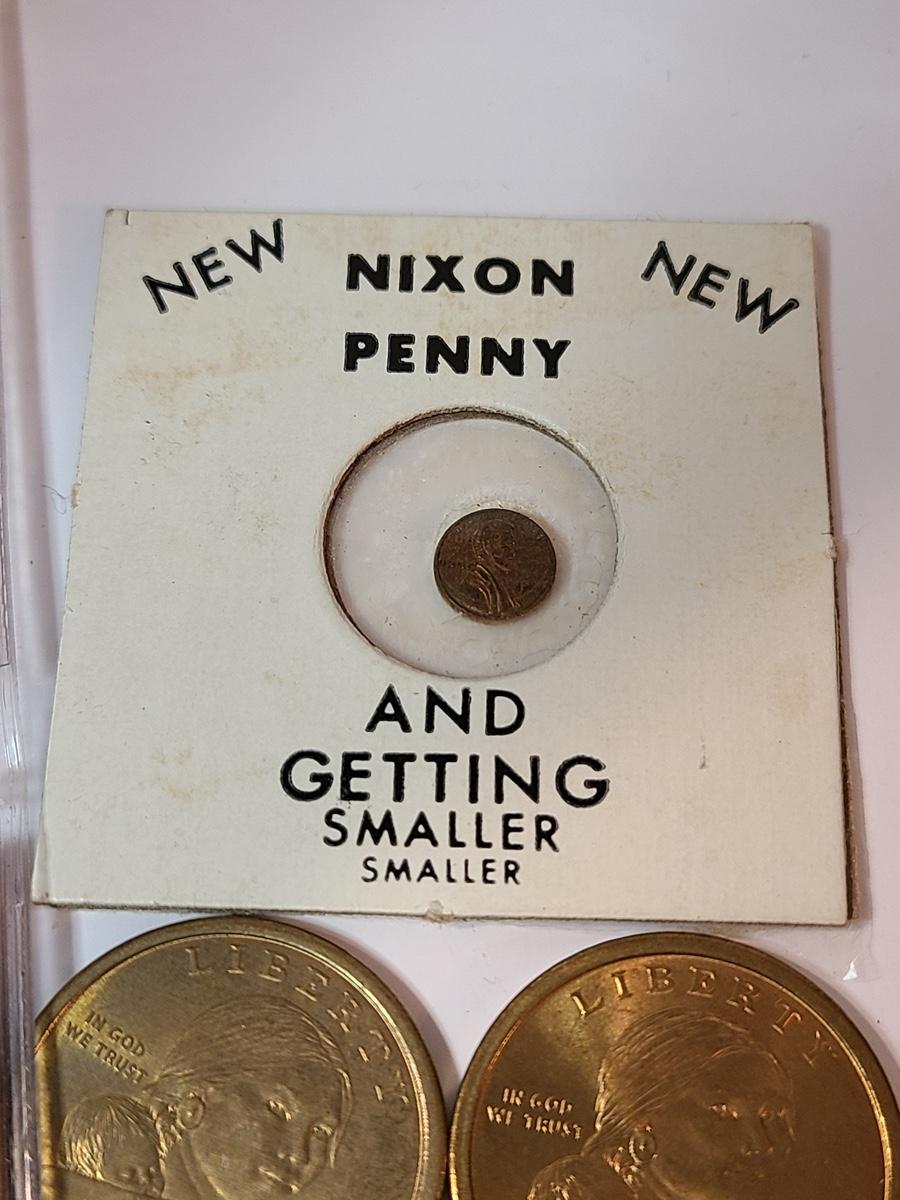 NEW NIXON NEW
PENNY
AND
GETTING
SMALLER
SMALLER
LIBERTY
IN GOD
WE TRUST
LIBERTY
IN GOD
WE TRUST